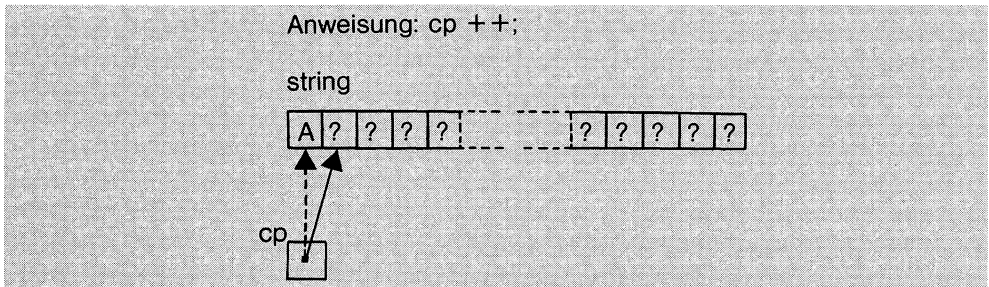 Anweisung: cp ++;
string
A ? ? ? ? ? ? ? ? ?
cp